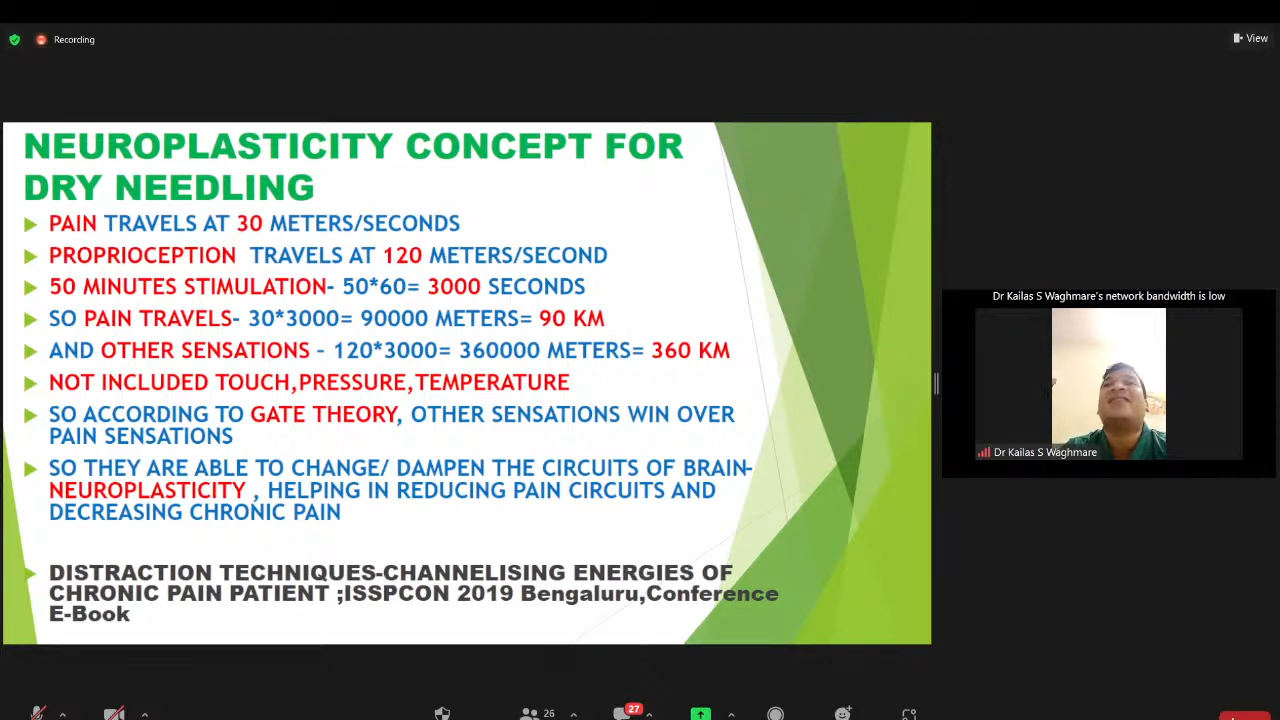 Recording
View
NEUROPLASTICITY CONCEPT FOR
DRY NEEDLING
PAIN TRAVELS AT 30 METERS/SECONDS
PROPRIOCEPTION TRAVELS AT 120 METERS/SECOND
50 MINUTES STIMULATION- 50*60= 3000 SECONDS
SO PAIN TRAVELS- 30*3000= 90000 METERS= 90 KM
AND OTHER SENSATIONS – 120*3000= 360000 METERS= 360 KM
NOT INCLUDED TOUCH,PRESSURE,TEMPERATURE
SO ACCORDING TO GATE THEORY, OTHER SENSATIONS WIN OVER
PAIN SENSATIONS
SO THEY ARE ABLE TO CHANGE/ DAMPEN THE CIRCUITS OF BRAIN-
NEUROPLASTICITY , HELPING IN REDUCING PAIN CIRCUITS AND
DECREASING CHRONIC PAIN
DISTRACTION TECHNIQUES-CHANNELISING ENERGIES OF
CHRONIC PAIN PATIENT ;ISSPCON 2019 Bengaluru,Conference
E-Book
Dr Kailas S Waghmare's network bandwidth is low
Dr Kailas S Waghmare
26
27